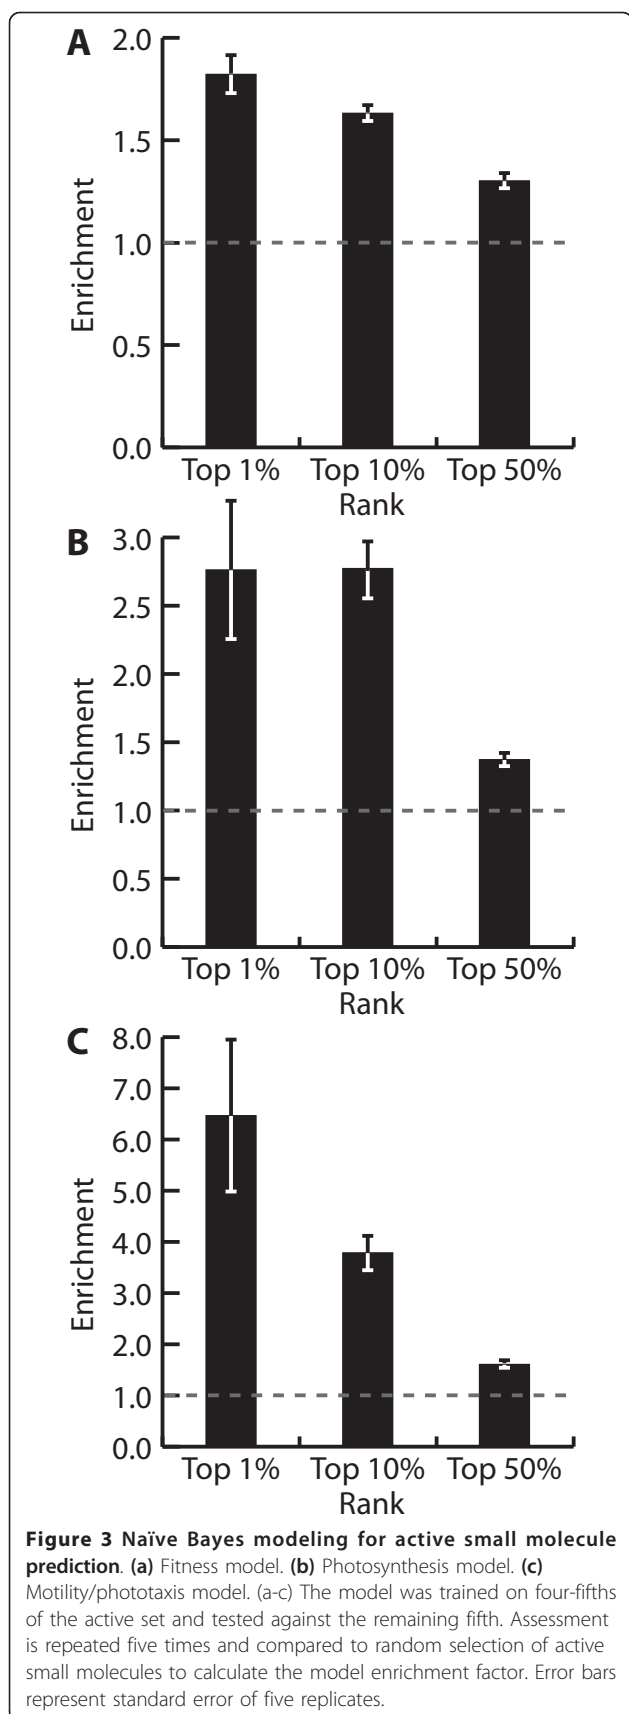 A
2.0
1.5
1.0
0.5
0.0
Enrichment
Top 1% Top 10% Top 50%
Rank
B
3.0
2.5
2.0
1.5
1.0
0.5
0.0
Enrichment
Top 1% Top 10% Top 50%
Rank
C
8.0
7.0
6.0
5.0
4.0
3.0
2.0
1.0
0.0
Enrichment
Top 1% Top 10% Top 50%
Rank
Figure 3 Naïve Bayes modeling for active small molecule
prediction. (a) Fitness model. (b) Photosynthesis model. (c)
Motility/phototaxis model. (a-c) The model was trained on four-fifths
of the active set and tested against the remaining fifth. Assessment
is repeated five times and compared to random selection of active
small molecules to calculate the model enrichment factor. Error bars
represent standard error of five replicates.